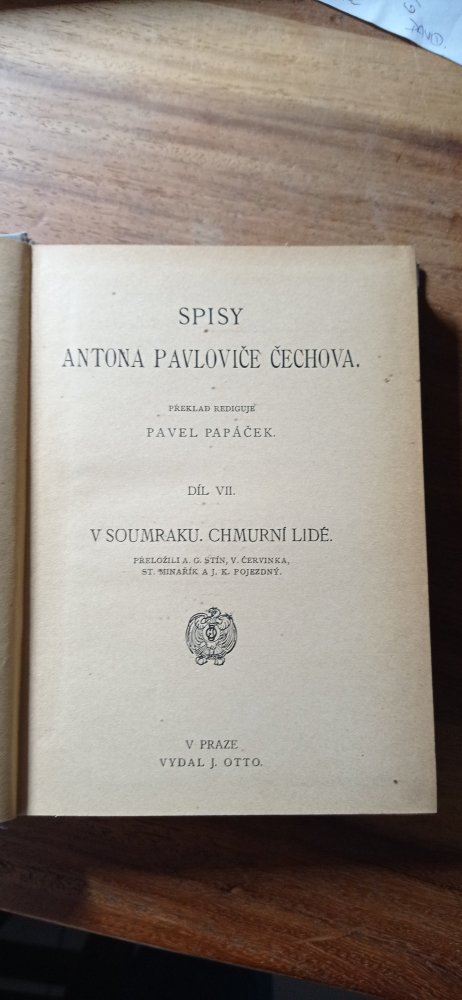 SPISY
ANTONA PAVLOVIČE ČECHOVA.
PŘEKLAD REDIGUJE
PAVEL PAPÁČEK.
DÍL VII.
V SOUMRAKU. CHMURNÍ LIDÉ.
PŘELOŽILI A. G. STÍN, V. ČERVINKA,
ST. MINAŘÍK A J. K. POJEZDNÝ.
V PRAZE
VYDAL J. OTTO.